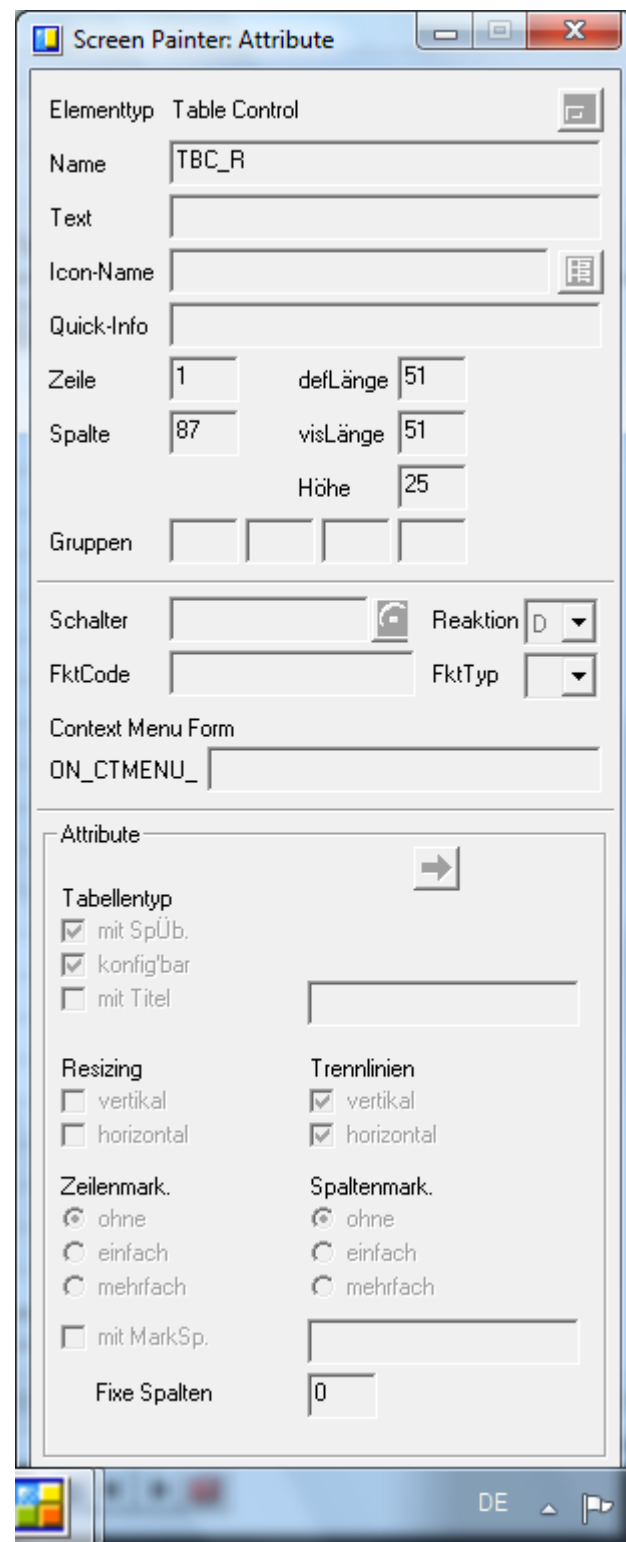 Screen Painter: Attribute
Elementtyp Table Control
Name TBC_R
Text
Icon-Name
Quick-Info
Zeile 1 defLänge 51
Spalte 87 visLänge 51
Höhe 25
Gruppen
Schalter Reaktion D
FktCode FktTyp
Context Menu Form
ON_CTMENU_
Attribute
Tabellentyp
mit SpÜb.
konfig'bar
mit Titel
Resizing Trennlinien
vertikal vertikal
horizontal horizontal
Zeilenmark. Spaltenmark.
ohne ohne
einfach einfach
mehrfach mehrfach
mit MarkSp.
Fixe Spalten 0
DE